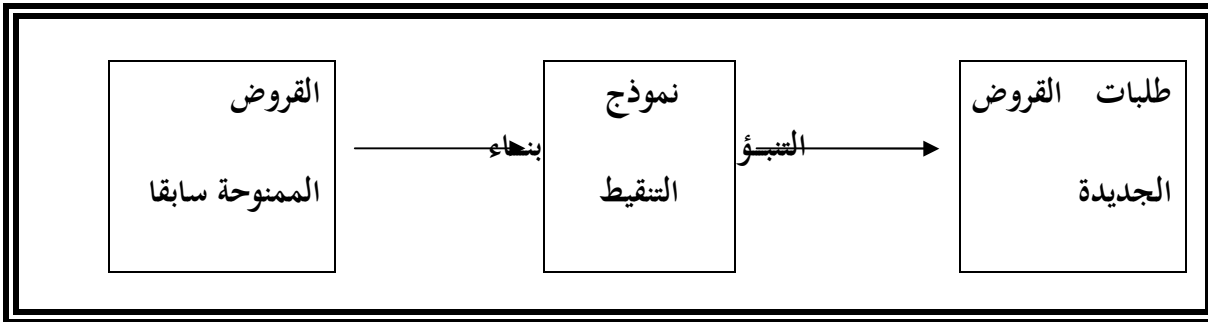 القروض
الممنوحة سابقا
بناء
نموذج
التنقيط
التنبؤ
طلبات القروض
الجديدة